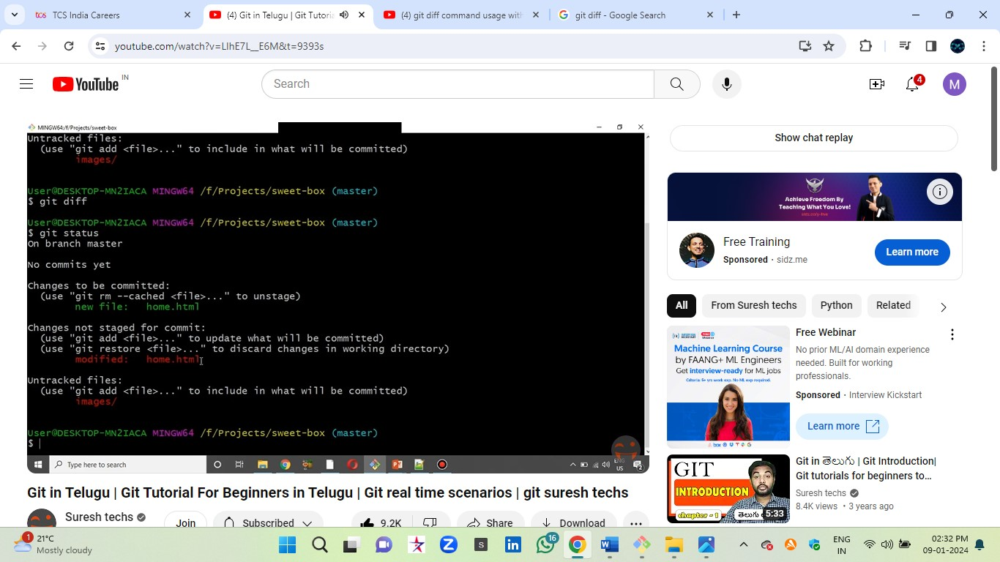 TCS India Careers
(4) Git in Telugu | Git Tutoria
(4) git diff command usage with
git diff - Google Search
youtube.com/watch?v=LlhE7L__E6M&t=9393s
YouTube IN
Search
4
M
MINGW64:/f/Projects/sweet-box
Untracked files:
(use "git add <file>..." to include in what will be committed)
images/
User@DESKTOP-MN2IACA MINGW64 /f/Projects/sweet-box (master)
$ git diff
User@DESKTOP-MN2IACA MINGW64 /f/Projects/sweet-box (master)
$ git status
On branch master
No commits yet
Changes to be committed:
(use "git rm --cached <file>..." to unstage)
new file:   home.html
Changes not staged for commit:
(use "git add <file>..." to update what will be committed)
(use "git restore <file>..." to discard changes in working directory)
modified:   home.html
Untracked files:
(use "git add <file>..." to include in what will be committed)
images/
User@DESKTOP-MN2IACA MINGW64 /f/Projects/sweet-box (master)
$
Type here to search
ENG
US
2
Git in Telugu | Git Tutorial For Beginners in Telugu | Git real time scenarios | git suresh techs
Suresh techs
Join
Subscribed
9.2K
Share
Download
Show chat replay
Achieve Freedom By
Teaching What You Love!
Free Training
Sponsored · sidz.me
Learn more
All
From Suresh techs
Python
Related
Free Webinar
Machine Learning Course
by FAANG+ ML Engineers
Get interview-ready for ML jobs
Criteria: 5+ yrs work exp. No ML exp required.
No prior ML/AI domain experience
needed. Built for working
professionals.
Sponsored · Interview Kickstart
Learn more
GIT
INTRODUCTION
chapter - 1
5:33
Git in తెలుగు | Git Introduction|
Git tutorials for beginners to...
Suresh techs
8.4K views • 3 years ago
1
21°C
Mostly cloudy
S
16
ENG
IN
02:32 PM
09-01-2024